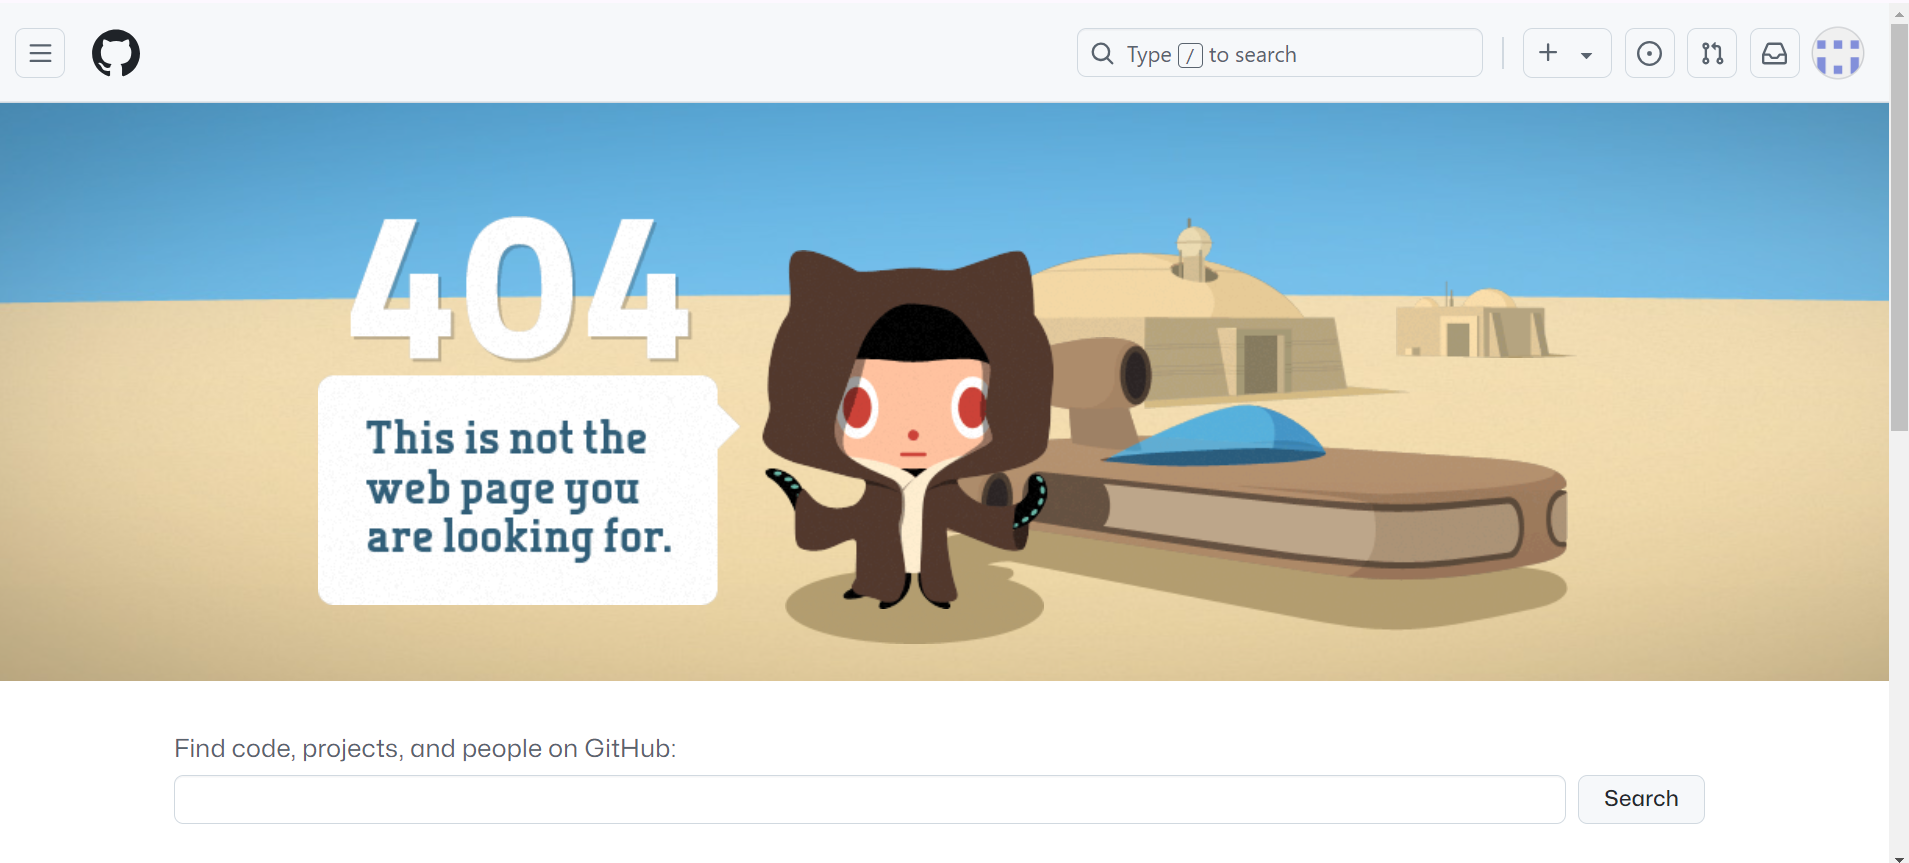 Type / to search
404
This is not the
web page you
are looking for.
Find code, projects, and people on GitHub:
Search